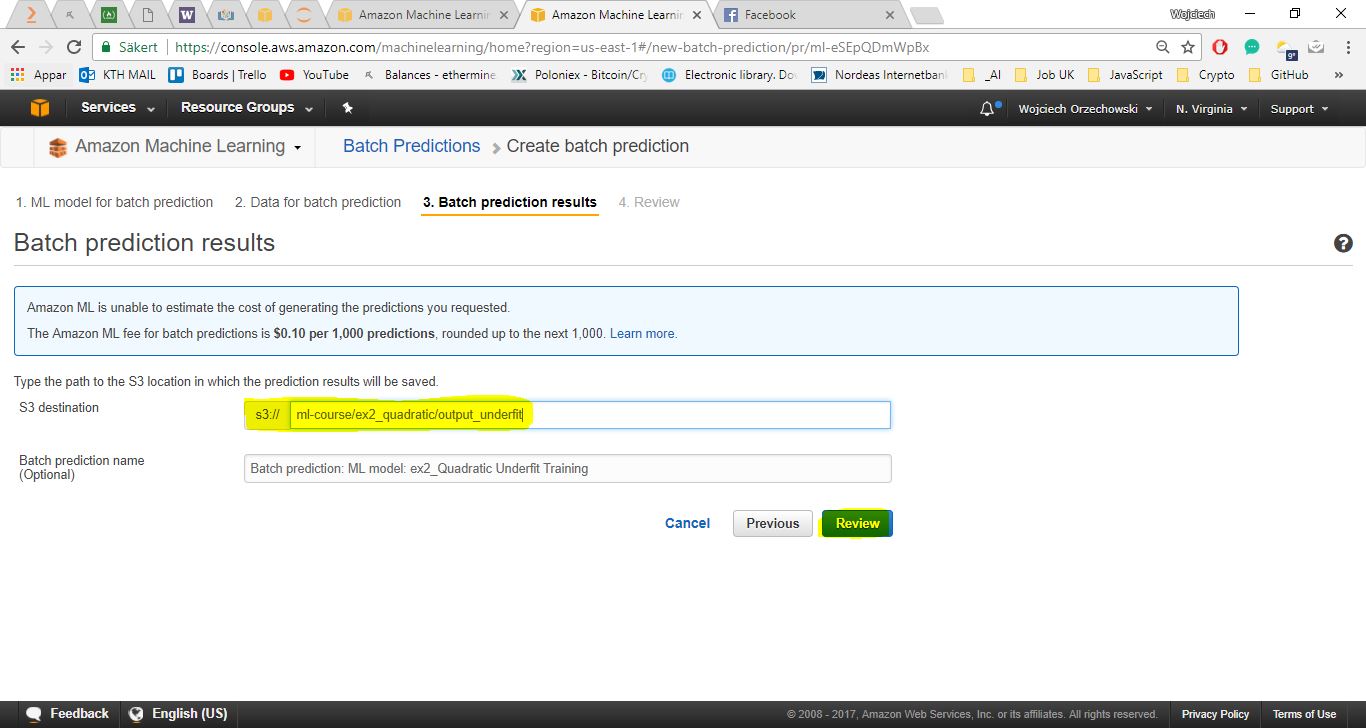 Amazon Machine Learnin
Amazon Machine Learnin
Facebook
Wojciech
Säkert
https://console.aws.amazon.com/machinelearning/home?region=us-east-1#/new-batch-prediction/pr/ml-eSEpQDmWpBx
9°
Appar
KTH MAIL
Boards | Trello
YouTube
Balances - ethermine
Poloniex - Bitcoin/Cry
Electronic library. Do
Nordeas Internetban
_AI
Job UK
JavaScript
Crypto
GitHub
»
Services
Resource Groups
Wojciech Orzechowski
N. Virginia
Support
Amazon Machine Learning
Batch Predictions
Create batch prediction
1. ML model for batch prediction
2. Data for batch prediction
3. Batch prediction results
4. Review
Batch prediction results
?
Amazon ML is unable to estimate the cost of generating the predictions you requested.
The Amazon ML fee for batch predictions is $0.10 per 1,000 predictions, rounded up to the next 1,000. Learn more.
Type the path to the S3 location in which the prediction results will be saved.
S3 destination
s3://
ml-course/ex2_quadratic/output_underfit
Batch prediction name
(Optional)
Batch prediction: ML model: ex2_Quadratic Underfit Training
Cancel
Previous
Review
Feedback
English (US)
© 2008 - 2017, Amazon Web Services, Inc. or its affiliates. All rights reserved.
Privacy Policy
Terms of Use